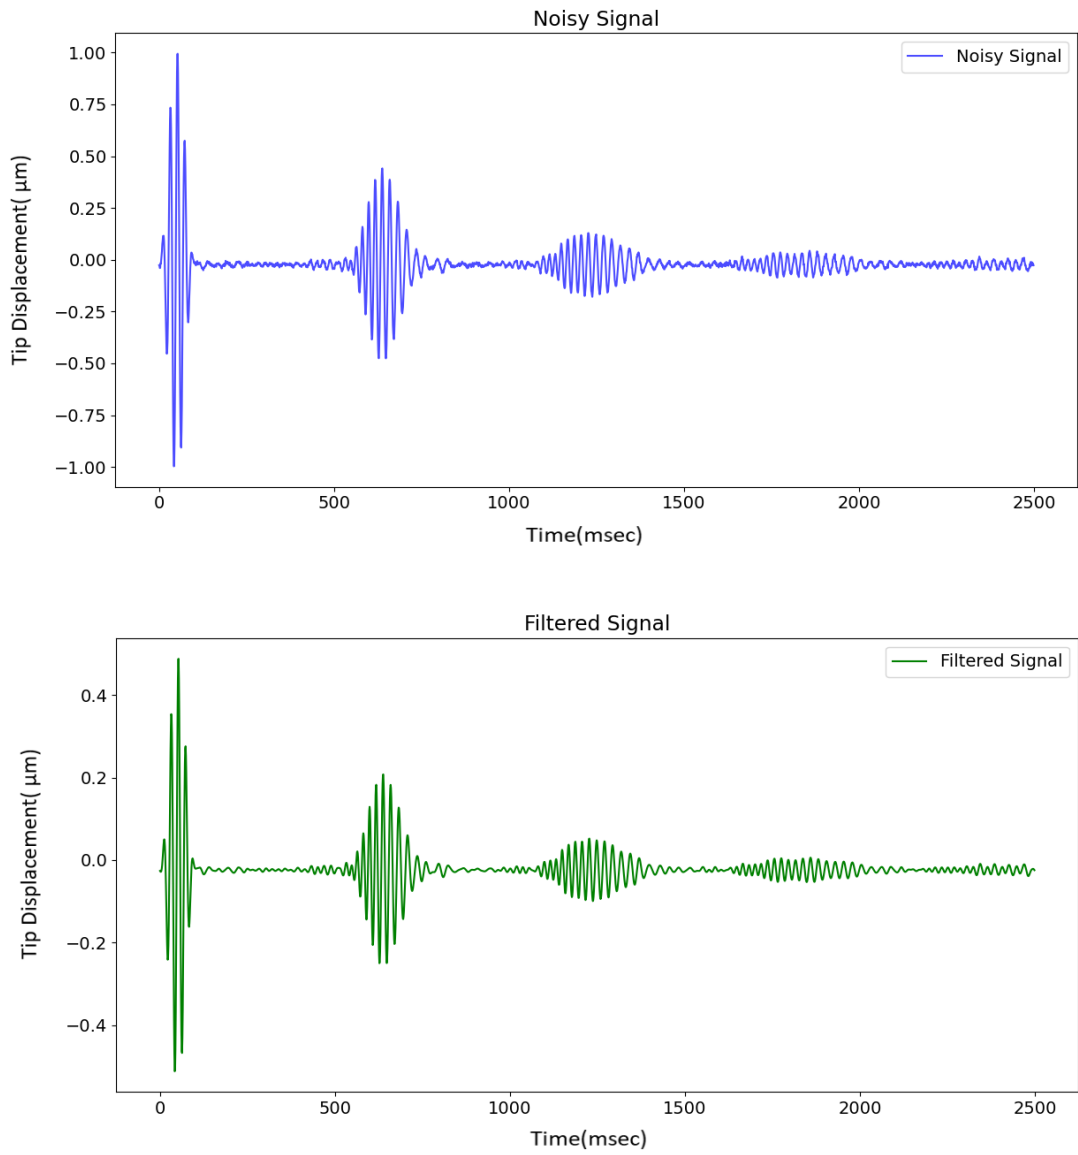 Noisy Signal
Noisy Signal
1.00
0.75
0.50
0.25
0.00
−0.25
−0.50
−0.75
−1.00
Tip Displacement( μm)
0 500 1000 1500 2000 2500
Time(msec)
Filtered Signal
Filtered Signal
0.4
0.2
0.0
−0.2
−0.4
Tip Displacement( μm)
0 500 1000 1500 2000 2500
Time(msec)